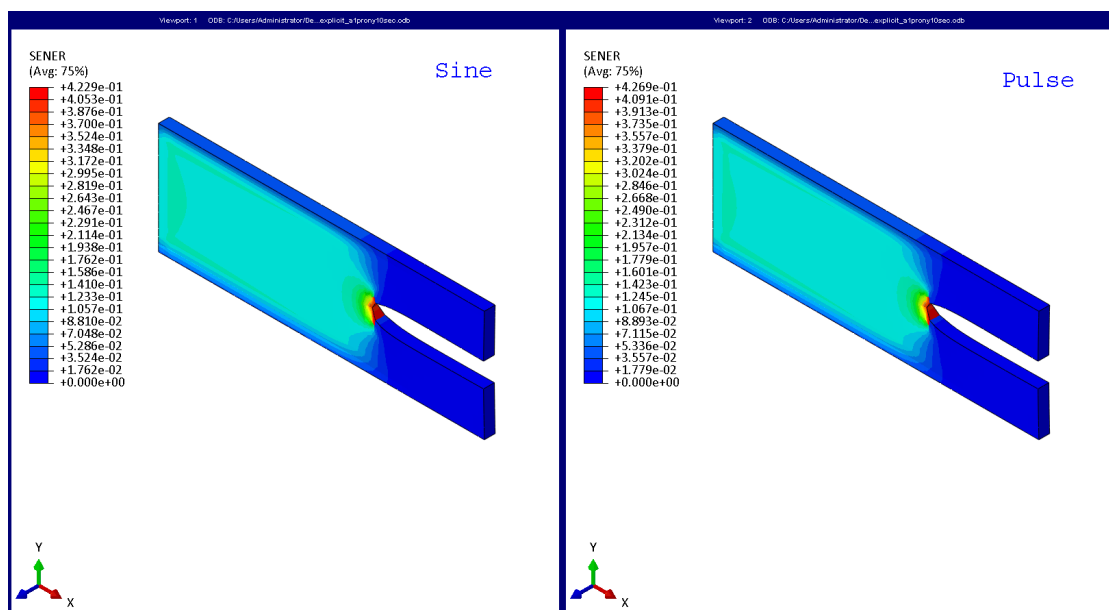 Viewport: 1 ODB: C:/Users/Administrator/De...explicit_a1prony10sec.odb
SENER
(Avg: 75%)
+4.229e-01
+4.053e-01
+3.876e-01
+3.700e-01
+3.524e-01
+3.348e-01
+3.172e-01
+2.995e-01
+2.819e-01
+2.643e-01
+2.467e-01
+2.291e-01
+2.114e-01
+1.938e-01
+1.762e-01
+1.586e-01
+1.410e-01
+1.233e-01
+1.057e-01
+8.810e-02
+7.048e-02
+5.286e-02
+3.524e-02
+1.762e-02
+0.000e+00
Sine
Y
X
Viewport: 2 ODB: C:/Users/Administrator/De...explicit_a1prony10sec.odb
SENER
(Avg: 75%)
+4.269e-01
+4.091e-01
+3.913e-01
+3.735e-01
+3.557e-01
+3.379e-01
+3.202e-01
+3.024e-01
+2.846e-01
+2.668e-01
+2.490e-01
+2.312e-01
+2.134e-01
+1.957e-01
+1.779e-01
+1.601e-01
+1.423e-01
+1.245e-01
+1.067e-01
+8.893e-02
+7.115e-02
+5.336e-02
+3.557e-02
+1.779e-02
+0.000e+00
Pulse
Y
X